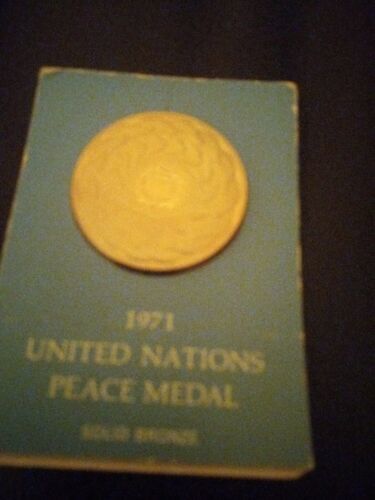 1971
UNITED NATIONS
PEACE MEDAL
SOLID BRONZE